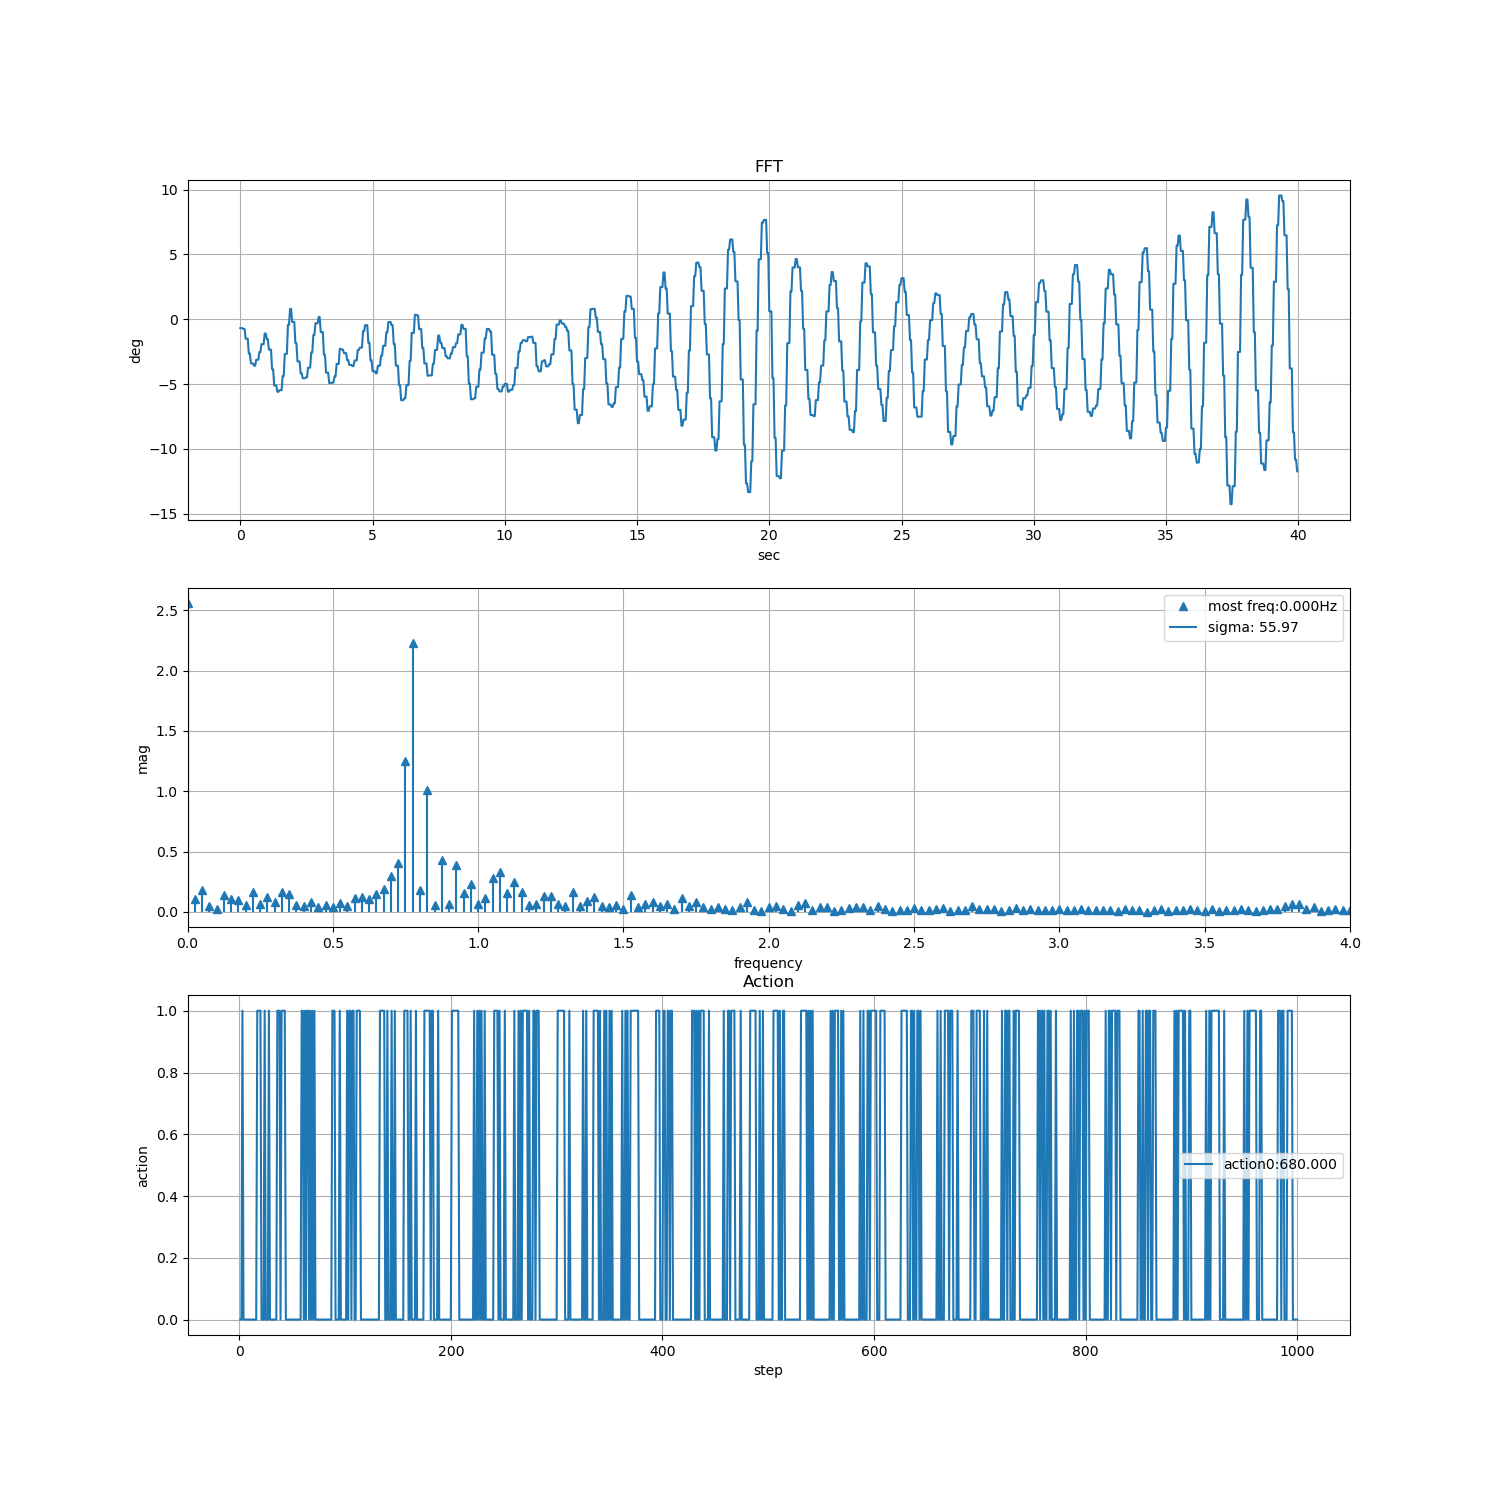 FFT
10
5
0
−5
−10
−15
deg
0 5 10 15 20 25 30 35 40
sec
2.5
2.0
1.5
1.0
0.5
0.0
mag
most freq:0.000Hz
sigma: 55.97
0.0 0.5 1.0 1.5 2.0 2.5 3.0 3.5 4.0
frequency
Action
1.0
0.8
0.6
0.4
0.2
0.0
action
action0:680.000
0 200 400 600 800 1000
step